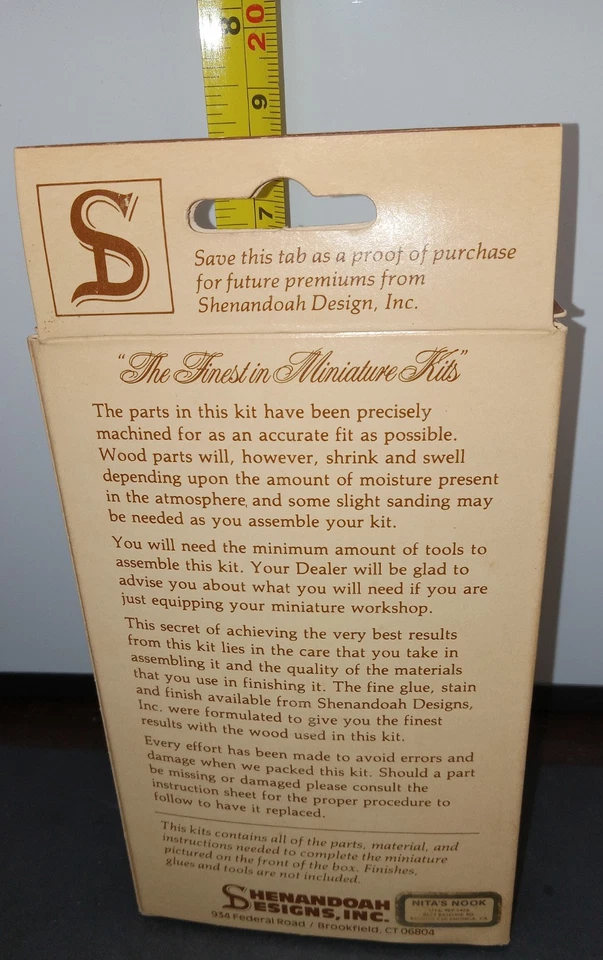 8
20
9
7
SD
Save this tab as a proof of purchase
for future premiums from
Shenandoah Design, Inc.
"The Finest in Miniature Kits"
The parts in this kit have been precisely
machined for as an accurate fit as possible.
Wood parts will, however, shrink and swell
depending upon the amount of moisture present
in the atmosphere, and some slight sanding may
be needed as you assemble your kit.
You will need the minimum amount of tools to
assemble this kit. Your Dealer will be glad to
advise you about what you will need if you are
just equipping your miniature workshop.
This secret of achieving the very best results
from this kit lies in the care that you take in
assembling it and the quality of the materials
that you use in finishing it. The fine glue, stain
and finish available from Shenandoah Designs,
Inc. were formulated to give you the finest
results with the wood used in this kit.
Every effort has been made to avoid errors and
damage when we packed this kit. Should a part
be missing or damaged please consult the
instruction sheet for the proper procedure to
follow to have it replaced.
This kits contains all of the parts, material, and
instructions needed to complete the miniature
pictured on the front of the box. Finishes,
glues and tools are not included.
SHENANDOAH
DESIGNS, INC.
934 Federal Road / Brookfield, CT 06804
NITA'S NOOK